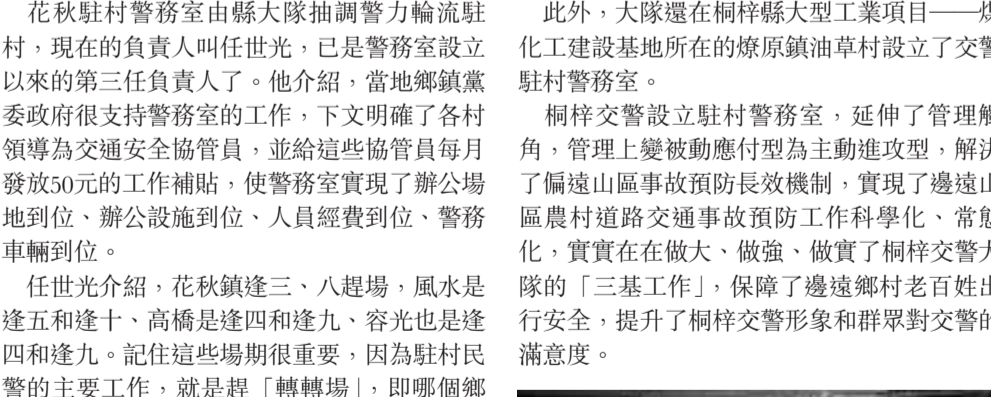 花秋駐村警務室由縣大隊抽調警力輪流駐
村，現在的負責人叫任世光，已是警務室設立
以來的第三任負責人了。他介紹，當地鄉鎮黨
委政府很支持警務室的工作，下文明確了各村
領導為交通安全協管員，並給這些協管員每月
發放50元的工作補貼，使警務室實現了辦公場
地到位、辦公設施到位、人員經費到位、警務
車輛到位。
任世光介紹，花秋鎮逢三、八趕場，風水是
逢五和逢十、高橋是逢四和逢九、容光也是逢
四和逢九。記住這些場期很重要，因為駐村民
警的主要工作，就是趕「轉轉場」，即哪個鄉
此外，大隊還在桐梓縣大型工業項目——煤
化工建設基地所在的燎原鎮油草村設立了交警
駐村警務室。
桐梓交警設立駐村警務室，延伸了管理觸
角，管理上變被動應付型為主動進攻型，解決
了偏遠山區事故預防長效機制，實現了邊遠山
區農村道路交通事故預防工作科學化、常態
化，實實在在做大、做強、做實了桐梓交警大
隊的「三基工作」，保障了邊遠鄉村老百姓出
行安全，提升了桐梓交警形象和群眾對交警的
滿意度。